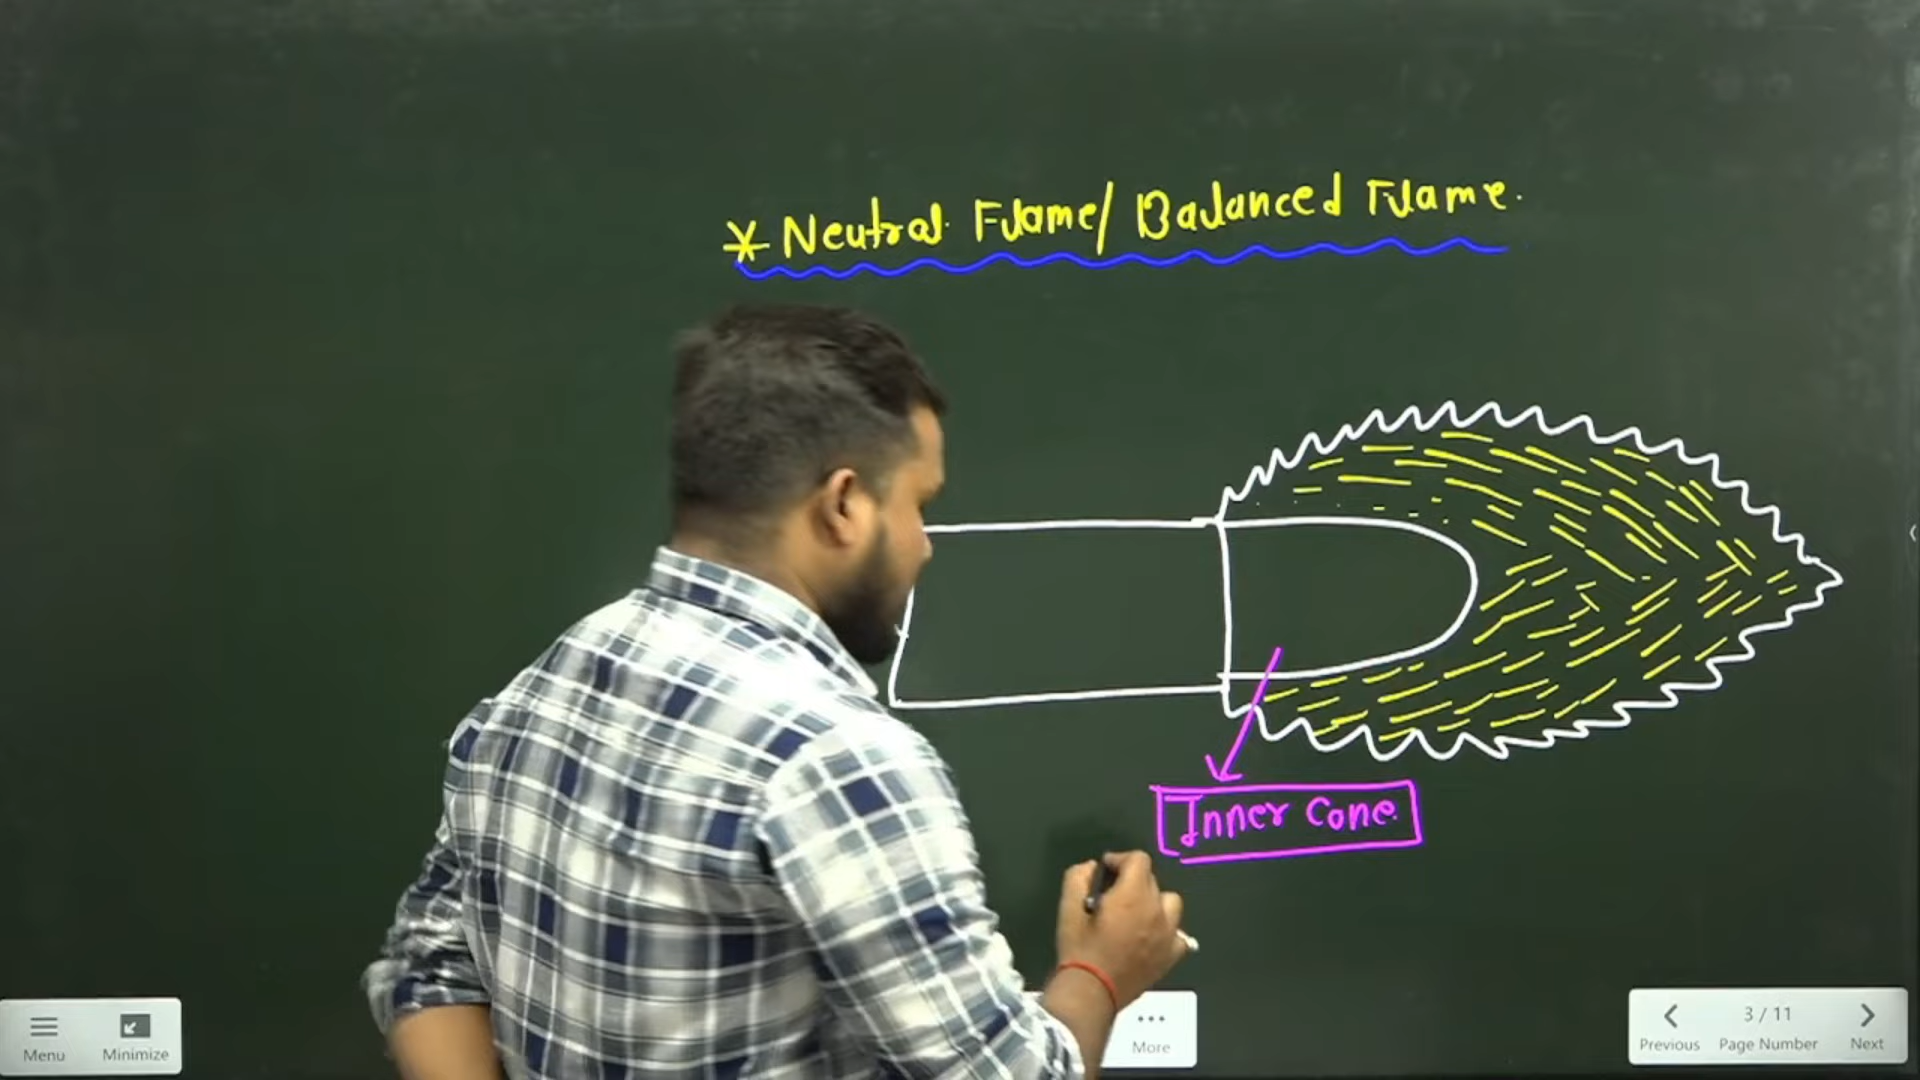 * Neutral Flame/ Balanced Flame.
Inner Cone.
Menu
Minimize
More
3 / 11
Previous
Page Number
Next